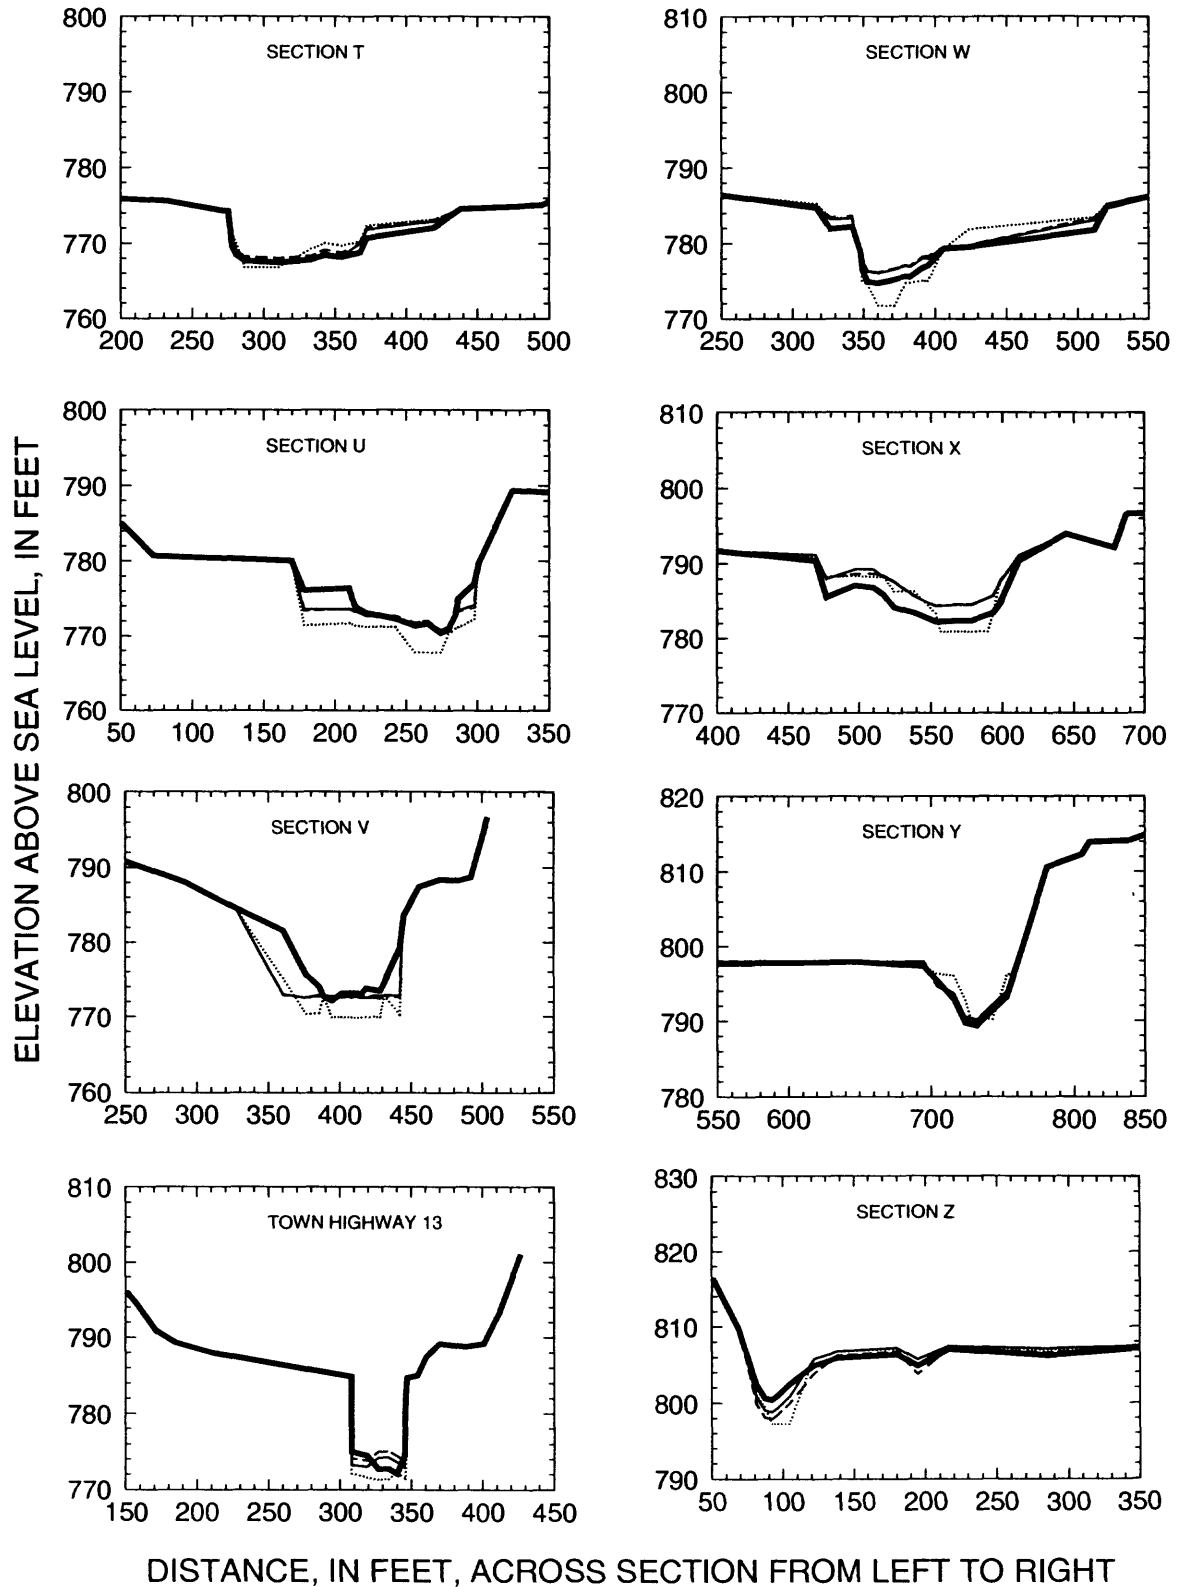 ELEVATION ABOVE SEA LEVEL, IN FEET
SECTION T
800
790
780
770
760
200 250 300 350 400 450 500
SECTION W
810
800
790
780
770
250 300 350 400 450 500 550
SECTION U
800
790
780
770
760
50 100 150 200 250 300 350
SECTION X
810
800
790
780
770
400 450 500 550 600 650 700
SECTION V
800
790
780
770
760
250 300 350 400 450 500 550
SECTION Y
820
810
800
790
780
550 600 700 800 850
TOWN HIGHWAY 13
810
800
790
780
770
150 200 250 300 350 400 450
SECTION Z
830
820
810
800
790
50 100 150 200 250 300 350
DISTANCE, IN FEET, ACROSS SECTION FROM LEFT TO RIGHT